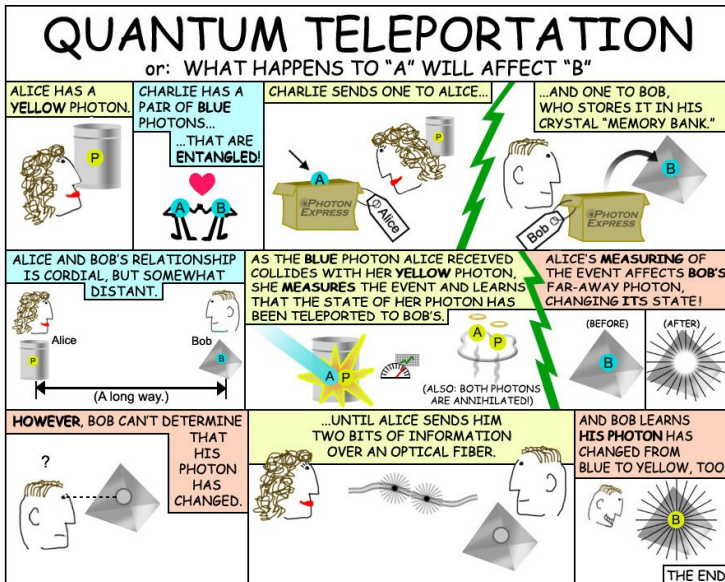 QUANTUM TELEPORTATION
or: WHAT HAPPENS TO “A” WILL AFFECT “B”
ALICE HAS A
YELLOW PHOTON.
P
CHARLIE HAS A
PAIR OF BLUE
PHOTONS...
...THAT ARE
ENTANGLED!
A B
CHARLIE SENDS ONE TO ALICE...
P
A
PHOTON
EXPRESS
Alice
...AND ONE TO BOB,
WHO STORES IT IN HIS
CRYSTAL “MEMORY BANK.”
B
PHOTON
EXPRESS
Bob
ALICE AND BOB’S RELATIONSHIP
IS CORDIAL, BUT SOMEWHAT
DISTANT.
Alice
Bob
P
B
(A long way.)
AS THE BLUE PHOTON ALICE RECEIVED
COLLIDES WITH HER YELLOW PHOTON,
SHE MEASURES THE EVENT AND LEARNS
THAT THE STATE OF HER PHOTON HAS
BEEN TELEPORTED TO BOB’S.
A P
A P
(ALSO: BOTH PHOTONS
ARE ANNIHILATED!)
ALICE’S MEASURING OF
THE EVENT AFFECTS BOB’S
FAR-AWAY PHOTON,
CHANGING ITS STATE!
(BEFORE)
(AFTER)
B
HOWEVER, BOB CAN’T DETERMINE
THAT
HIS
PHOTON
HAS
CHANGED.
?
...UNTIL ALICE SENDS HIM
TWO BITS OF INFORMATION
OVER AN OPTICAL FIBER.
AND BOB LEARNS
HIS PHOTON HAS
CHANGED FROM
BLUE TO YELLOW, TOO
B
THE END